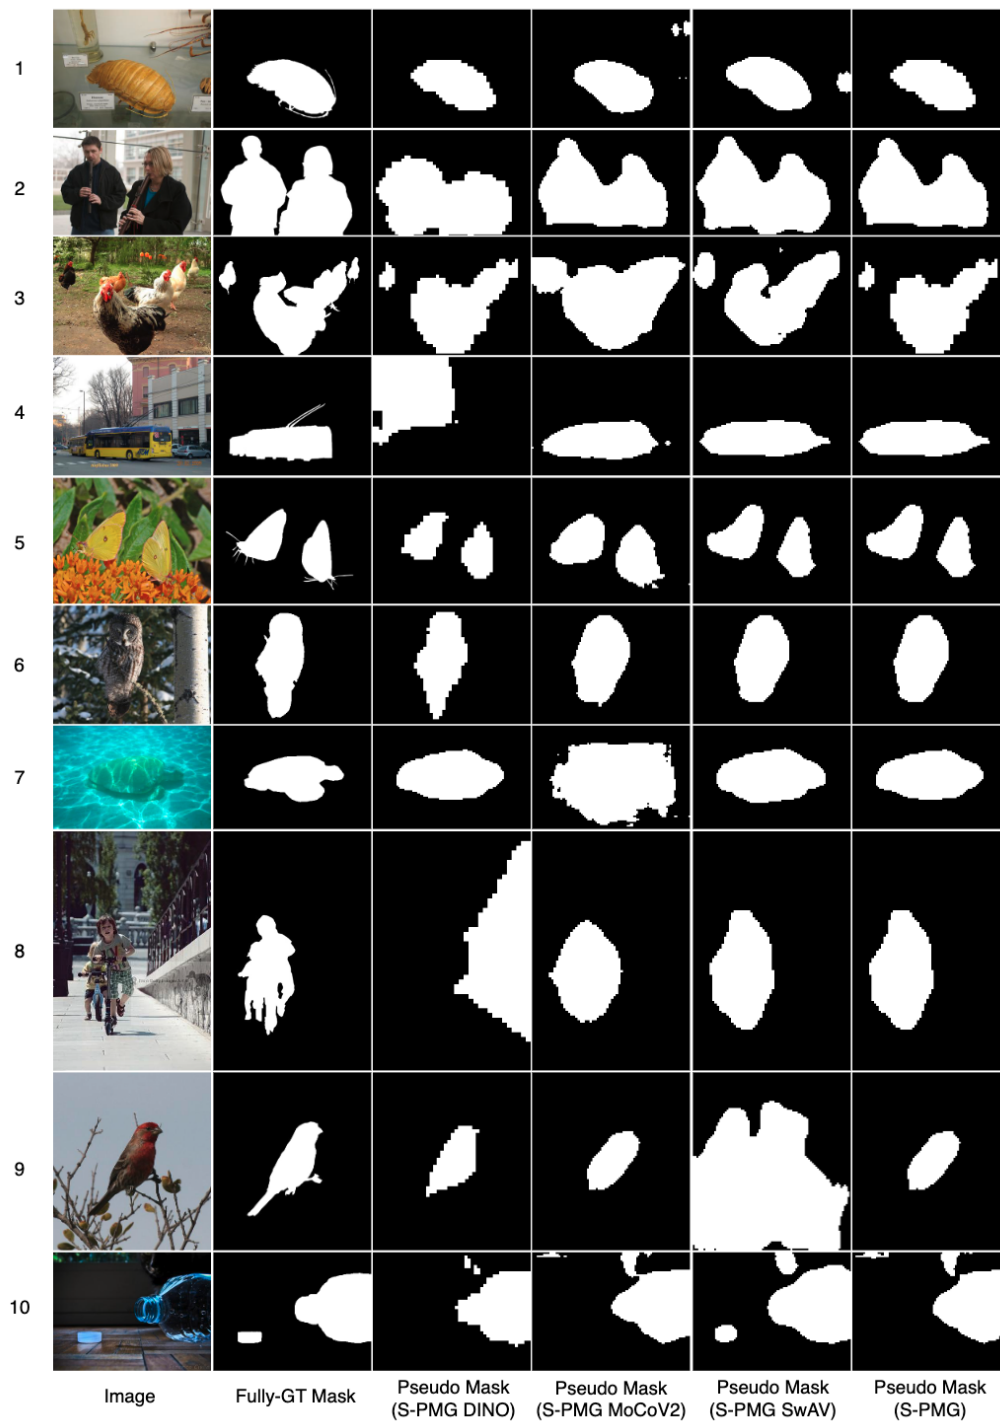 1
2
3
4
5
6
7
8
9
10
Image
Fully-GT Mask
Pseudo Mask
(S-PMG DINO)
Pseudo Mask
(S-PMG MoCoV2)
Pseudo Mask
(S-PMG SwAV)
Pseudo Mask
(S-PMG)